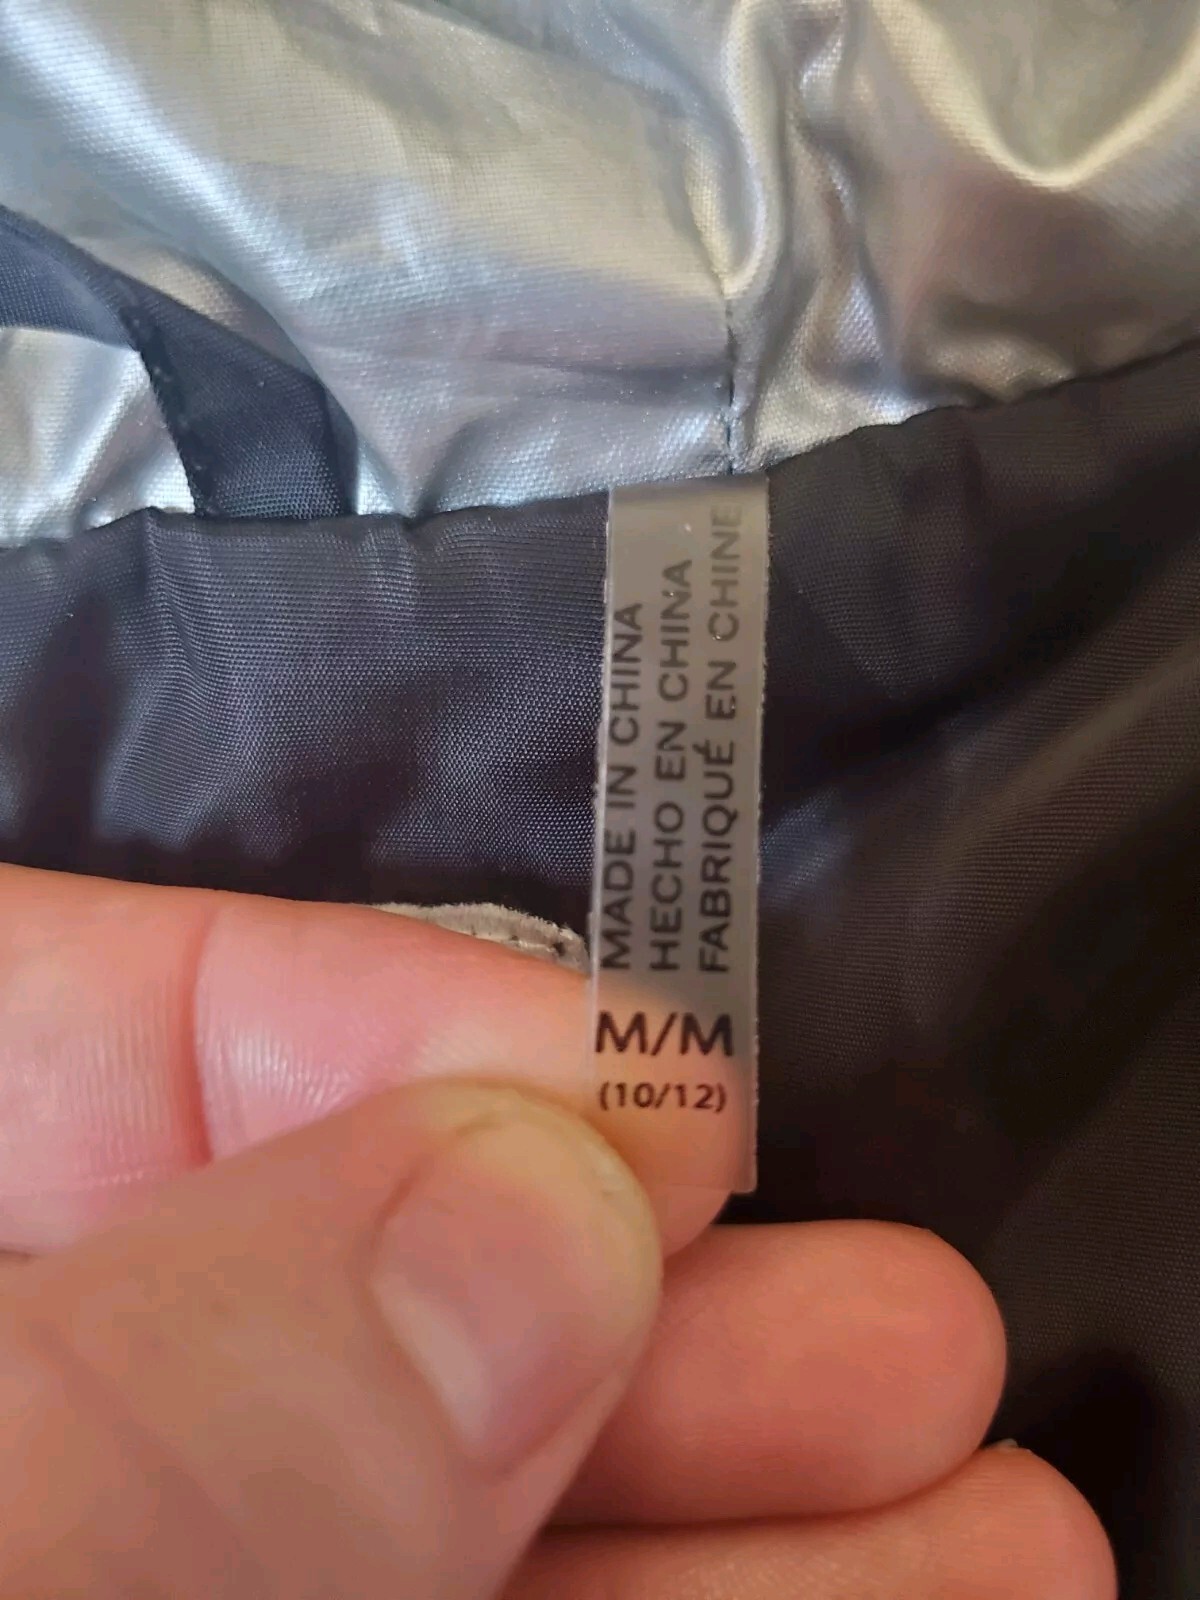 MADE IN CHINA
HECHO EN CHINA
FABRIQUÉ EN CHINE
M/M
(10/12)